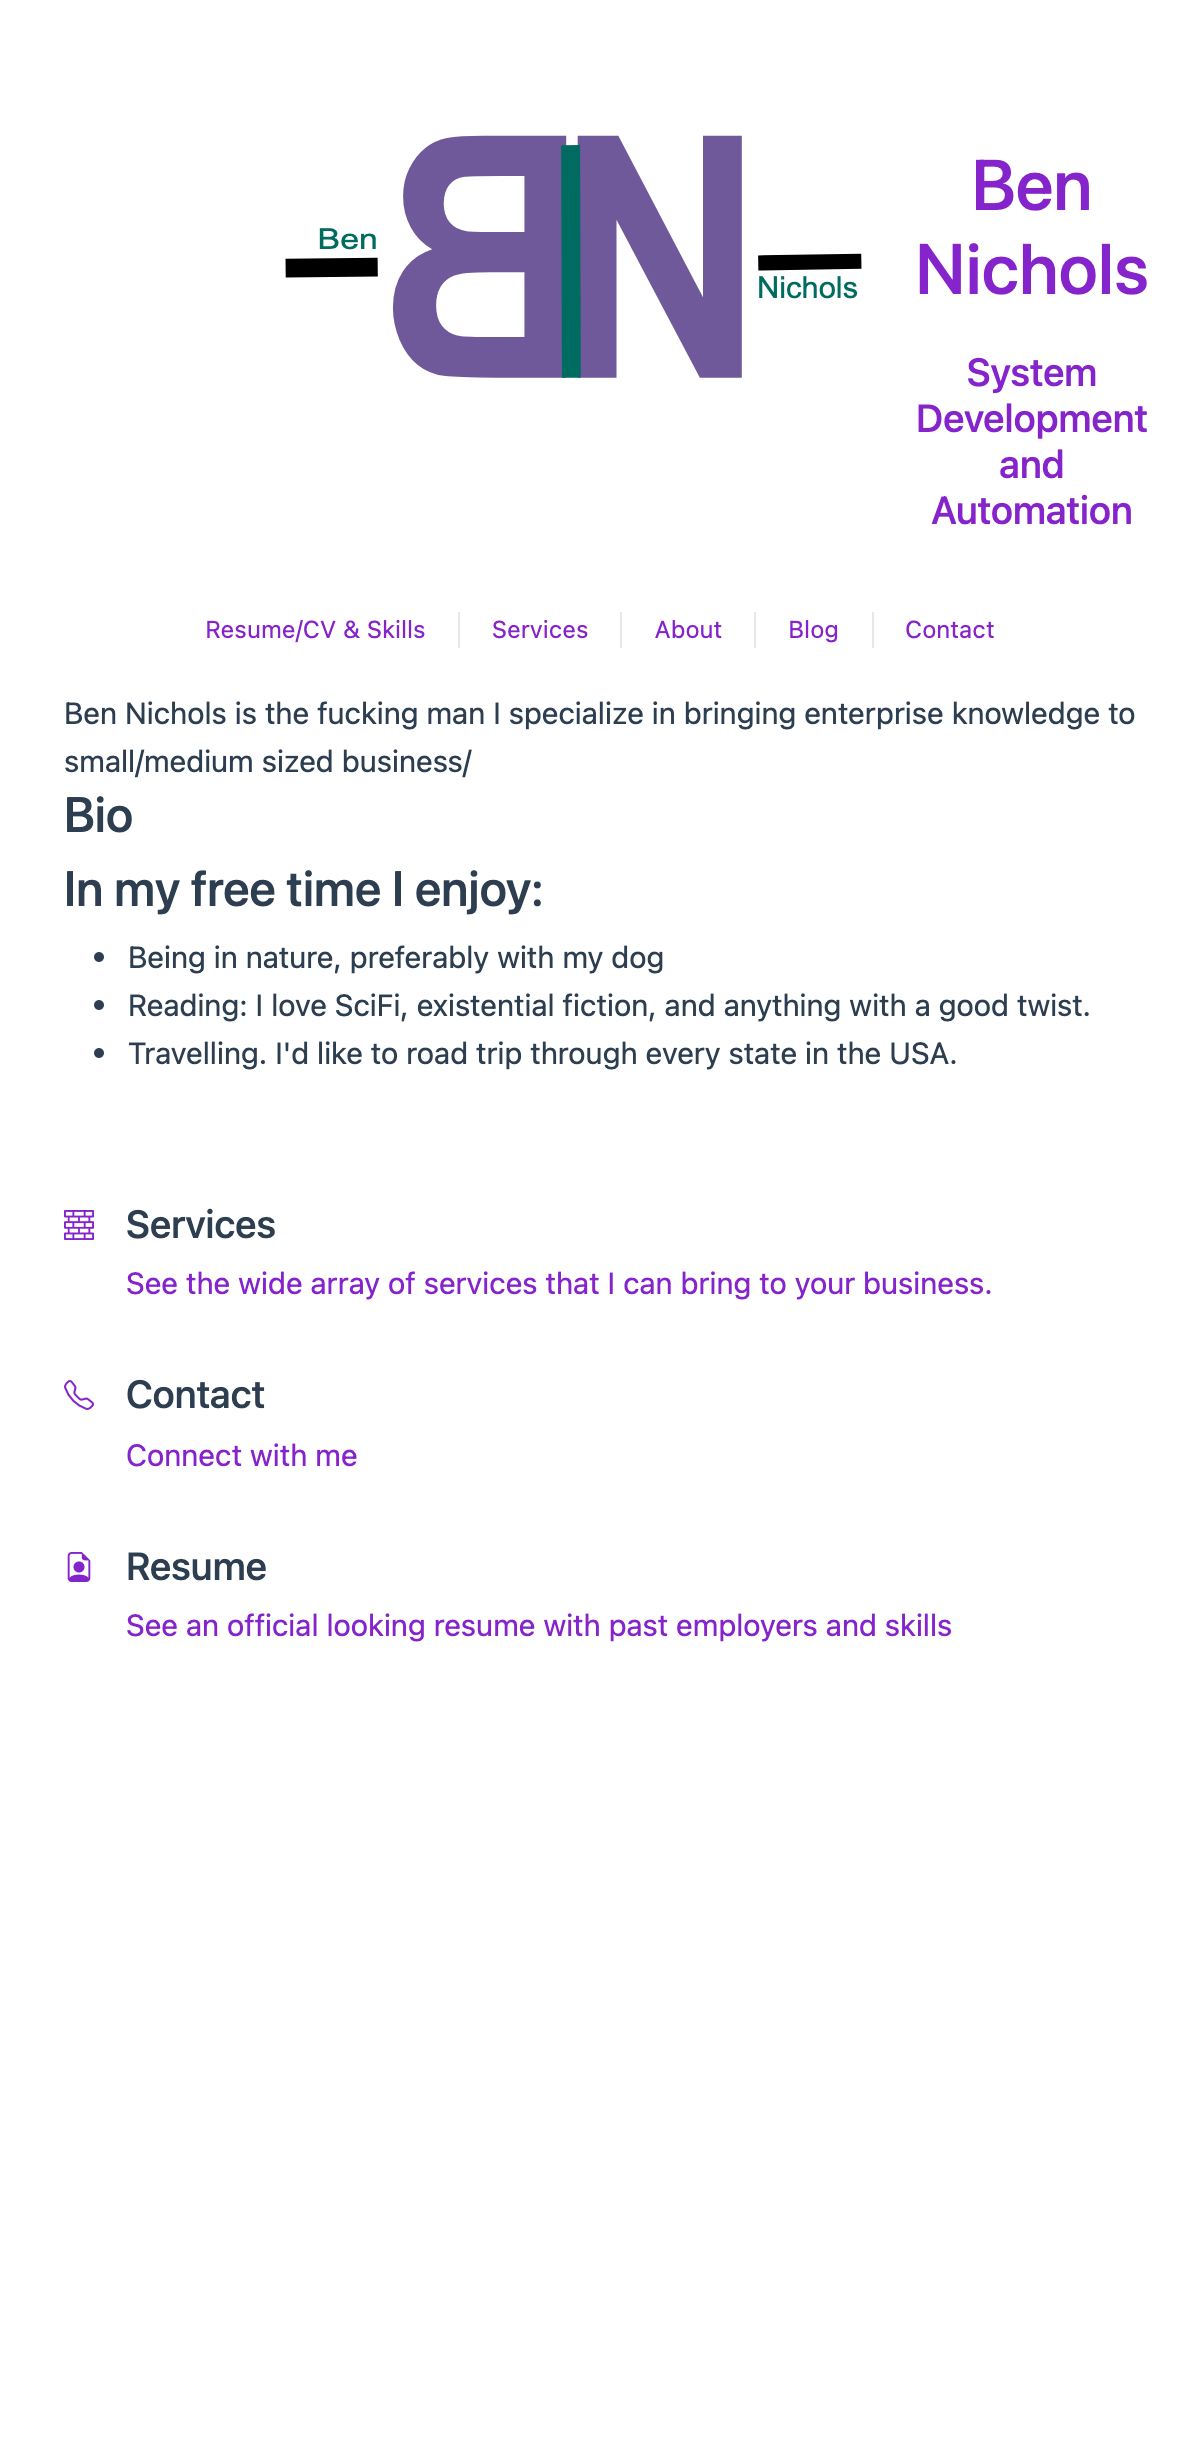 Ben
Nichols
Ben
Nichols
System
Development
and
Automation
Resume/CV & Skills
Services
About
Blog
Contact
Ben Nichols is the fucking man I specialize in bringing enterprise knowledge to
small/medium sized business/
Bio
In my free time I enjoy:
Being in nature, preferably with my dog
Reading: I love SciFi, existential fiction, and anything with a good twist.
Travelling. I'd like to road trip through every state in the USA.
Services
See the wide array of services that I can bring to your business.
Contact
Connect with me
Resume
See an official looking resume with past employers and skills